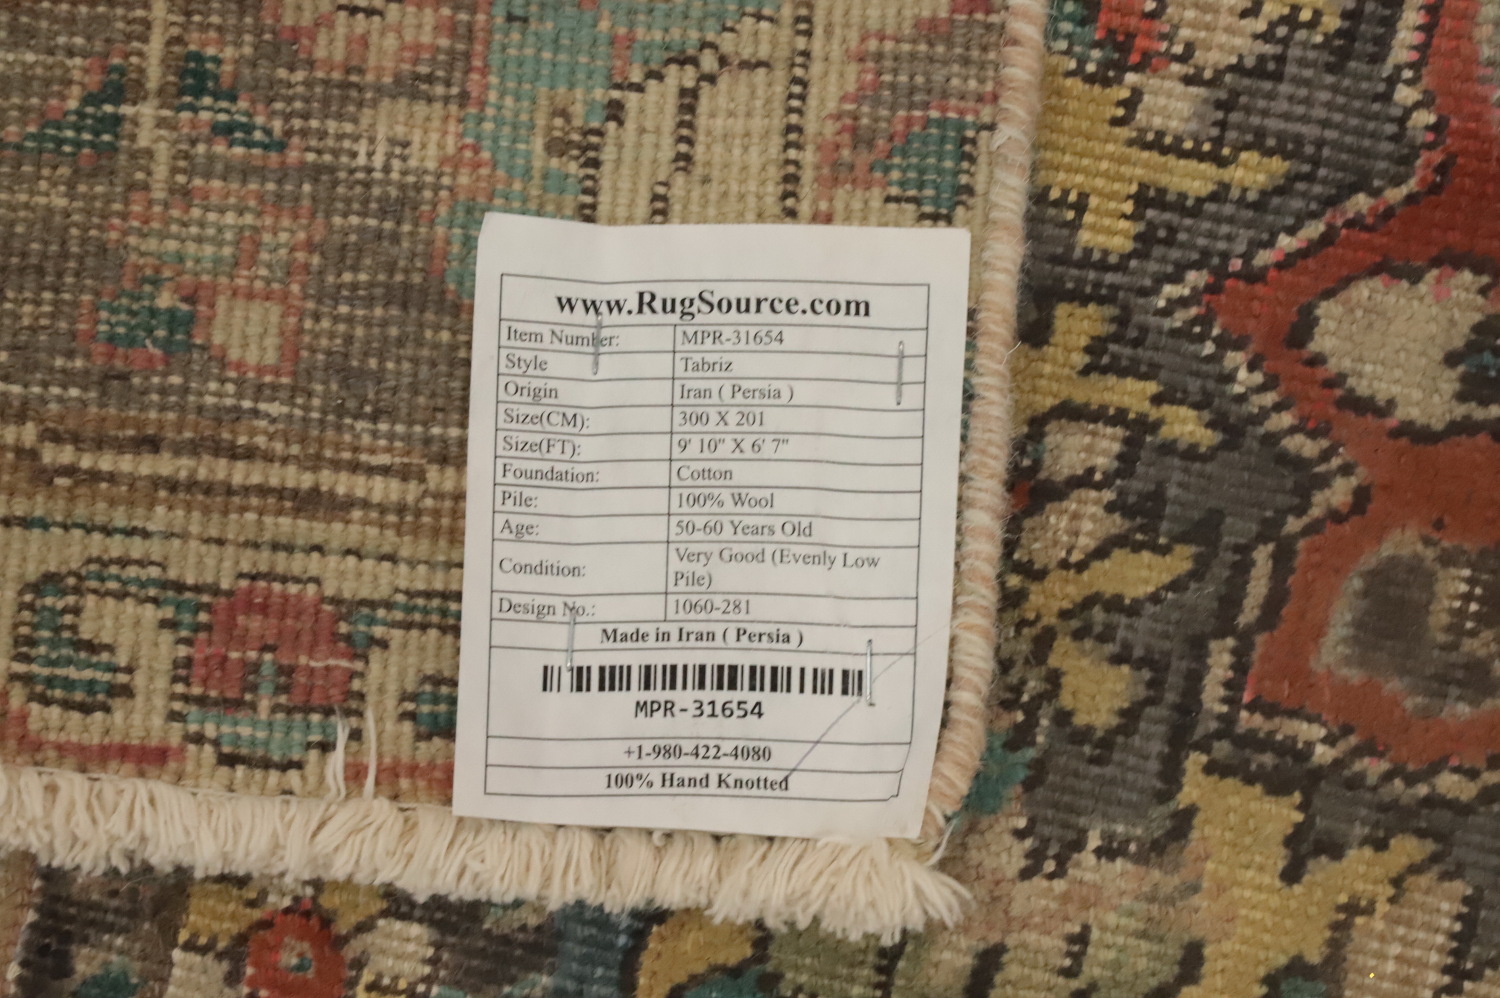 www.RugSource.com
Item Number: MPR-31654
Style Tabriz
Origin Iran ( Persia )
Size(CM): 300 X 201
Size(FT): 9' 10" X 6' 7"
Foundation: Cotton
Pile: 100% Wool
Age: 50-60 Years Old
Condition: Very Good (Evenly Low
Pile)
Design No.: 1060-281
Made in Iran ( Persia )
MPR-31654
+1-980-422-4080
100% Hand Knotted